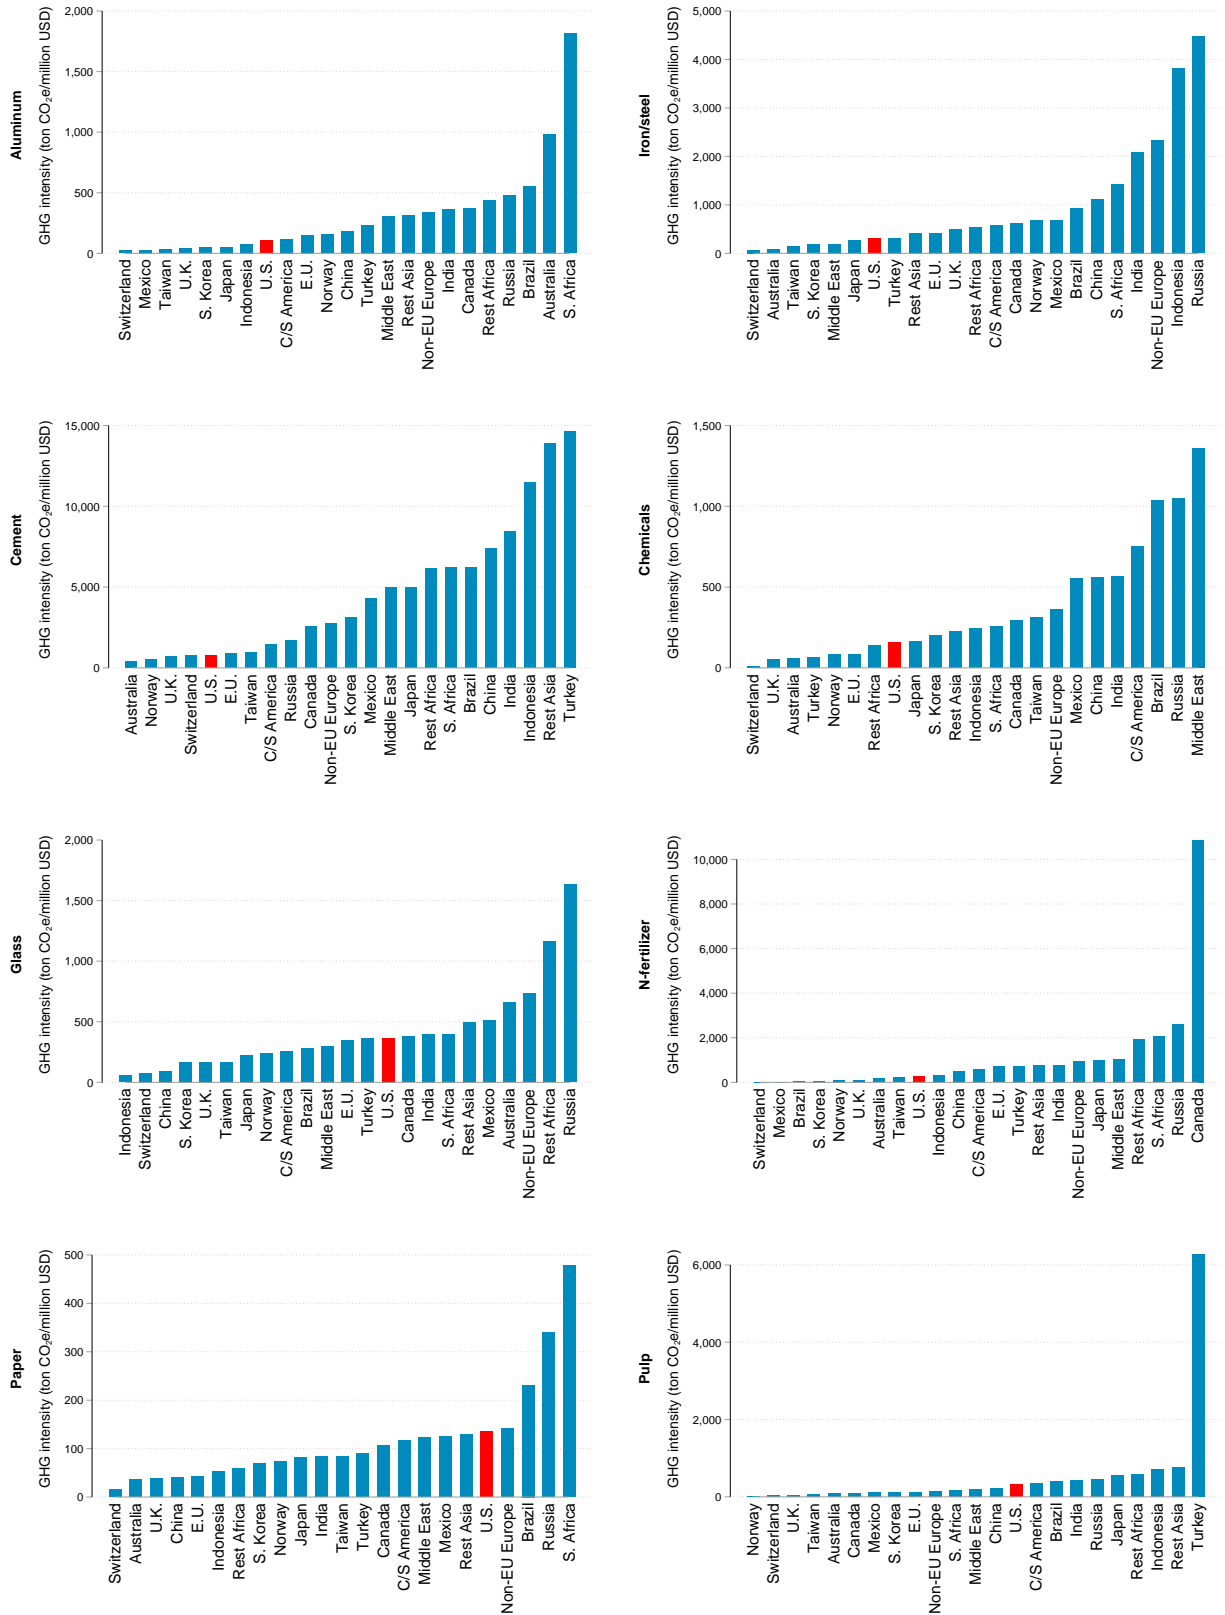 Aluminum
GHG intensity (ton CO₂e/million USD)
2,000
1,500
1,000
500
0
Switzerland
Mexico
Taiwan
U.K.
S. Korea
Japan
Indonesia
U.S.
C/S America
E.U.
Norway
China
Turkey
Middle East
Rest Asia
Non-EU Europe
India
Canada
Rest Africa
Russia
Brazil
Australia
S. Africa
Iron/steel
GHG intensity (ton CO₂e/million USD)
5,000
4,000
3,000
2,000
1,000
0
Switzerland
Australia
Taiwan
S. Korea
Middle East
Japan
U.S.
Turkey
Rest Asia
E.U.
U.K.
Rest Africa
C/S America
Canada
Norway
Mexico
Brazil
China
S. Africa
India
Non-EU Europe
Indonesia
Russia
Cement
GHG intensity (ton CO₂e/million USD)
15,000
10,000
5,000
0
Australia
Norway
U.K.
Switzerland
U.S.
E.U.
Taiwan
C/S America
Russia
Canada
Non-EU Europe
S. Korea
Mexico
Middle East
Japan
Rest Africa
S. Africa
Brazil
China
India
Indonesia
Rest Asia
Turkey
Chemicals
GHG intensity (ton CO₂e/million USD)
1,500
1,000
500
0
Switzerland
U.K.
Australia
Turkey
Norway
E.U.
Rest Africa
U.S.
Japan
S. Korea
Rest Asia
Indonesia
S. Africa
Canada
Taiwan
Non-EU Europe
Mexico
China
India
C/S America
Brazil
Russia
Middle East
Glass
GHG intensity (ton CO₂e/million USD)
2,000
1,500
1,000
500
0
Indonesia
Switzerland
China
S. Korea
U.K.
Taiwan
Japan
Norway
C/S America
Brazil
Middle East
E.U.
Turkey
U.S.
Canada
India
S. Africa
Rest Asia
Mexico
Australia
Non-EU Europe
Rest Africa
Russia
N-fertilizer
GHG intensity (ton CO₂e/million USD)
10,000
8,000
6,000
4,000
2,000
0
Switzerland
Mexico
Brazil
S. Korea
Norway
U.K.
Australia
Taiwan
U.S.
Indonesia
China
C/S America
E.U.
Turkey
Rest Asia
India
Non-EU Europe
Japan
Middle East
Rest Africa
S. Africa
Russia
Canada
Paper
GHG intensity (ton CO₂e/million USD)
500
400
300
200
100
0
Switzerland
Australia
U.K.
China
E.U.
Indonesia
Rest Africa
S. Korea
Norway
Japan
India
Taiwan
Turkey
Canada
C/S America
Middle East
Mexico
Rest Asia
U.S
Non-EU Europe
Brazil
Russia
S. Africa
Pulp
GHG intensity (ton CO₂e/million USD)
6,000
4,000
2,000
0
Norway
Switzerland
U.K.
Taiwan
Australia
Canada
Mexico
S. Korea
E.U.
Non-EU Europe
S. Africa
Middle East
China
U.S.
C/S America
Brazil
India
Russia
Japan
Rest Africa
Indonesia
Rest Asia
Turkey